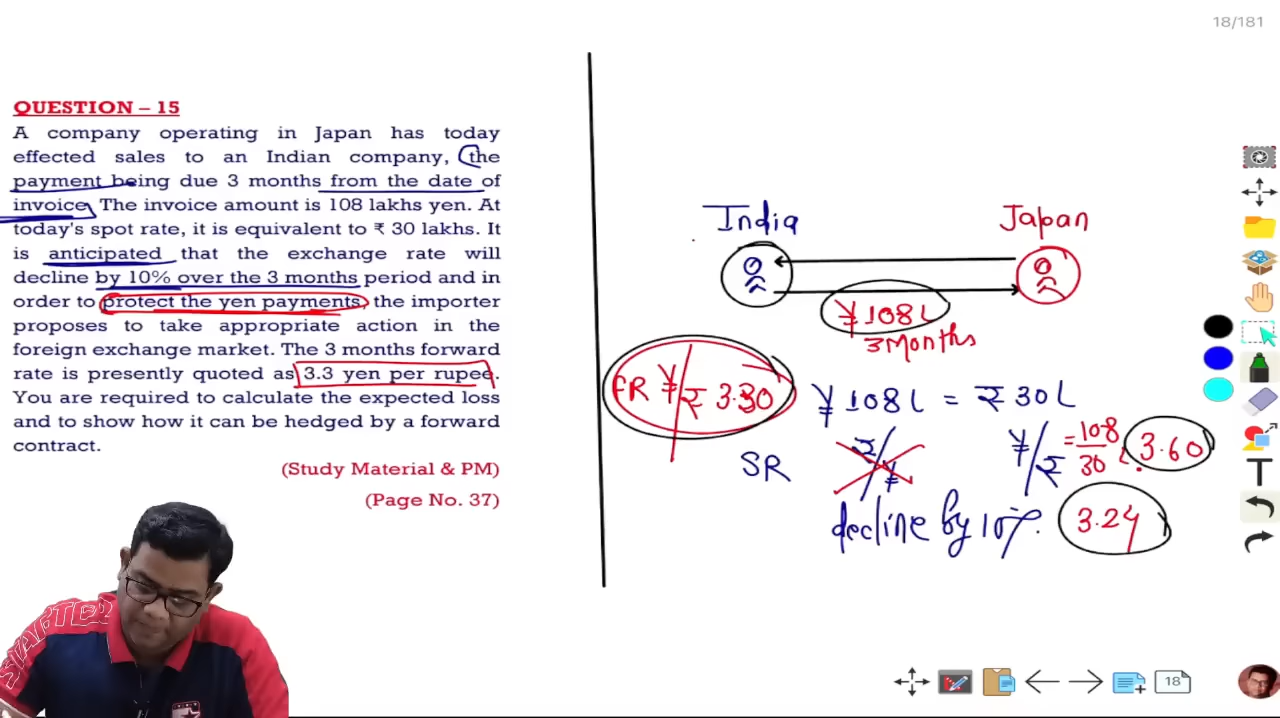 18/181
QUESTION – 15
A company operating in Japan has today
effected sales to an Indian company, the
payment being due 3 months from the date of
invoice. The invoice amount is 108 lakhs yen. At
today's spot rate, it is equivalent to ₹ 30 lakhs. It
is anticipated that the exchange rate will
decline by 10% over the 3 months period and in
order to protect the yen payments, the importer
proposes to take appropriate action in the
foreign exchange market. The 3 months forward
rate is presently quoted as 3.3 yen per rupee.
You are required to calculate the expected loss
and to show how it can be hedged by a forward
contract.
(Study Material & PM)
(Page No. 37)
India Japan
¥ 108L
3 Months
FR ¥/₹ 3.30
¥ 108L = ₹ 30L
SR ₹/¥ ¥/₹ = 108/30 3.60
decline by 10%. 3.24
STARTER
T
18